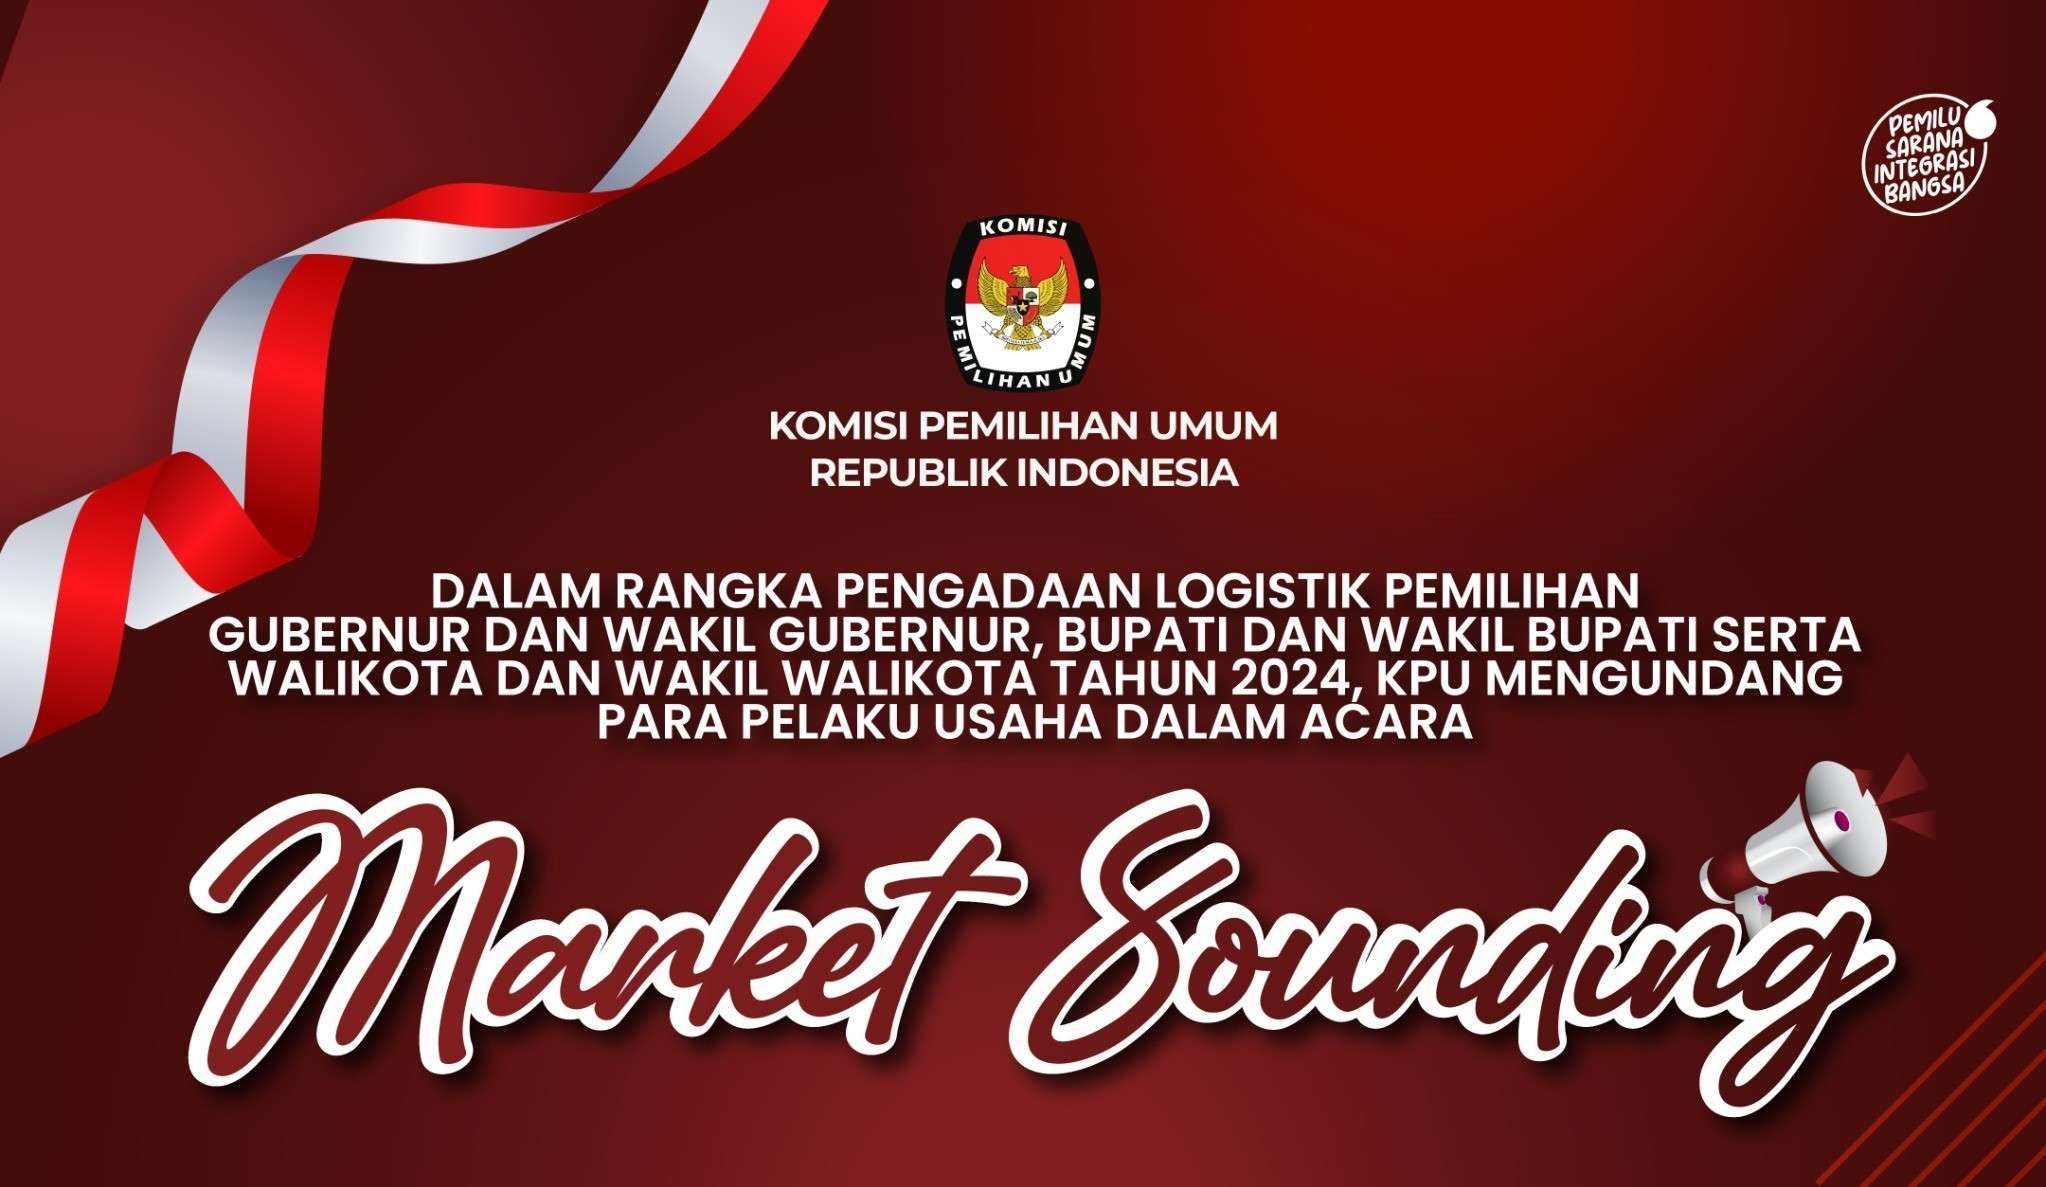 PEMILU
SARANA
INTEGRASI
BANGSA
KOMISI
PEMILIHAN UMUM
KOMISI PEMILIHAN UMUM
REPUBLIK INDONESIA
DALAM RANGKA PENGADAAN LOGISTIK PEMILIHAN
GUBERNUR DAN WAKIL GUBERNUR, BUPATI DAN WAKIL BUPATI SERTA
WALIKOTA DAN WAKIL WALIKOTA TAHUN 2024, KPU MENGUNDANG
PARA PELAKU USAHA DALAM ACARA
Market Sounding